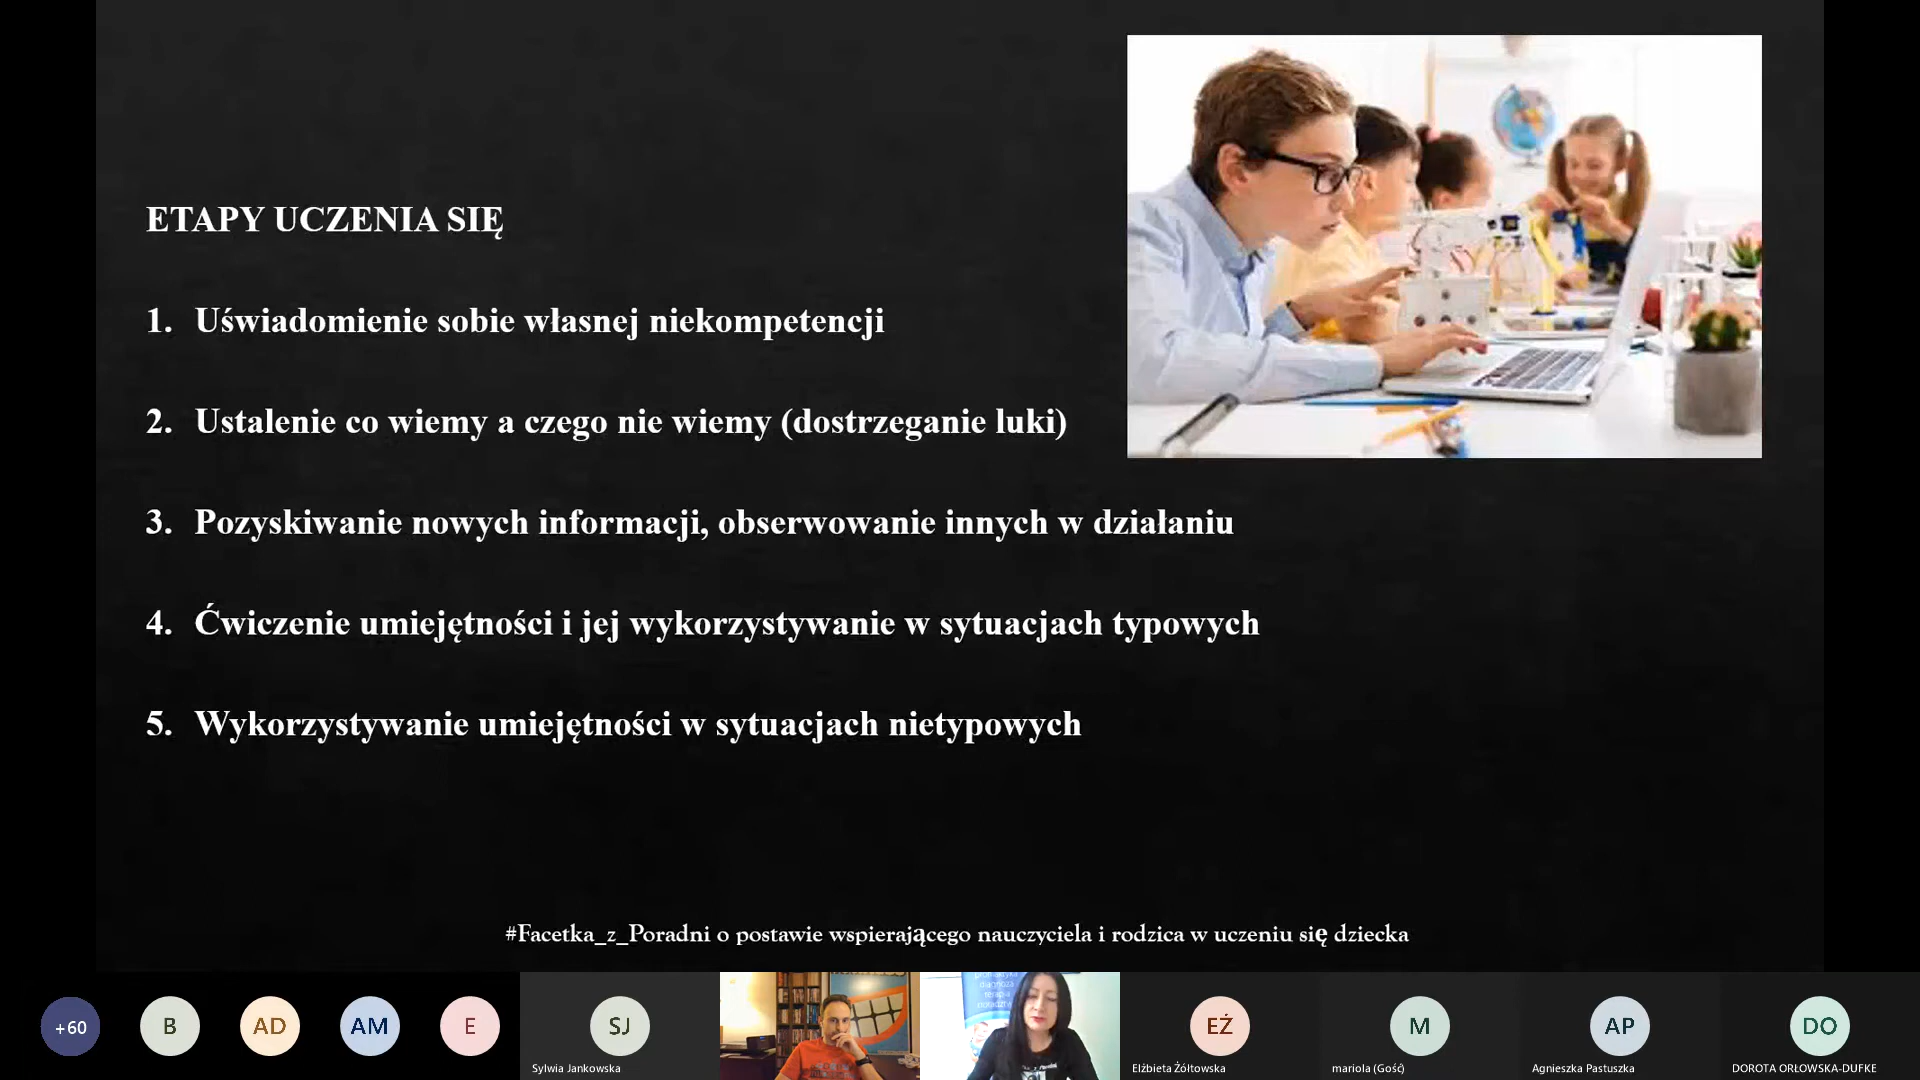 ETAPY UCZENIA SIĘ
1. Uświadomienie sobie własnej niekompetencji
2. Ustalenie co wiemy a czego nie wiemy (dostrzeganie luki)
3. Pozyskiwanie nowych informacji, obserwowanie innych w działaniu
4. Ćwiczenie umiejętności i jej wykorzystywanie w sytuacjach typowych
5. Wykorzystywanie umiejętności w sytuacjach nietypowych
#Facetka_z_Poradni o postawie wspierającego nauczyciela i rodzica w uczeniu się dziecka
+60
B
AD
AM
E
SJ
Sylwia Jankowska
diagnoza
terapia
EŻ
Elżbieta Żółtowska
M
mariola (Gość)
AP
Agnieszka Pastuszka
DO
DOROTA ORŁOWSKA-DUFKE